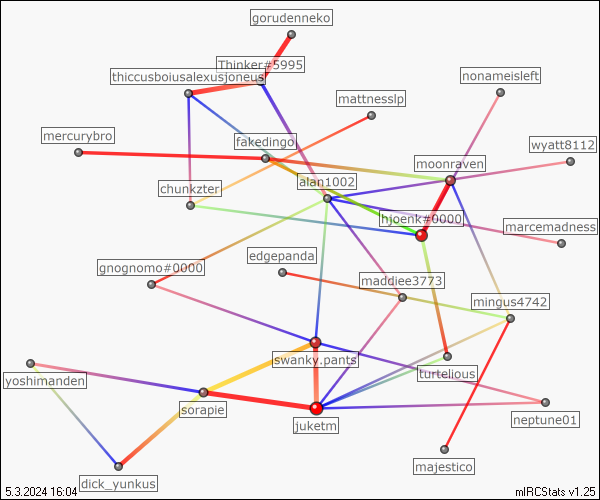 gorudenneko
Thinker#5995
thiccusboiusalexusjoneus
nonameisleft
mattnesslp
mercurybro
fakedingo
wyatt8112
moonraven
alan1002
chunkzter
hjoenk#0000
marcemadness
edgepanda
gnognomo#0000
maddiee3773
mingus4742
swanky.pants
turtelious
yoshimanden
sorapie
juketm
neptune01
majestico
dick_yunkus
5.3.2024 16:04
mIRCStats v1.25